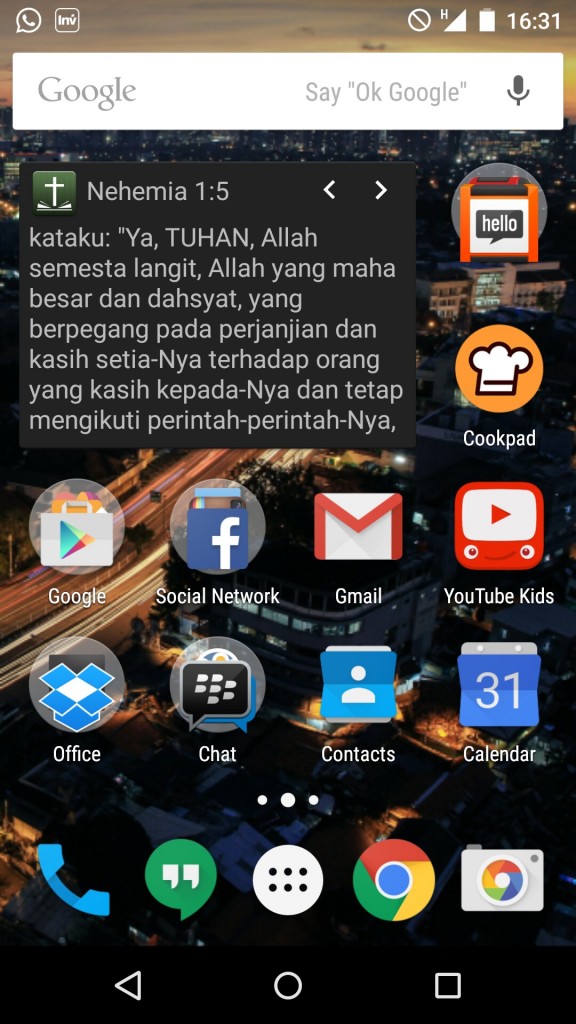 Inv
H
16:31
Google
Say "Ok Google"
Nehemia 1:5
kataku: "Ya, TUHAN, Allah
semesta langit, Allah yang maha
besar dan dahsyat, yang
berpegang pada perjanjian dan
kasih setia-Nya terhadap orang
yang kasih kepada-Nya dan tetap
mengikuti perintah-perintah-Nya,
hello
Cookpad
Google
Social Network
Gmail
YouTube Kids
31
Office
Chat
Contacts
Calendar